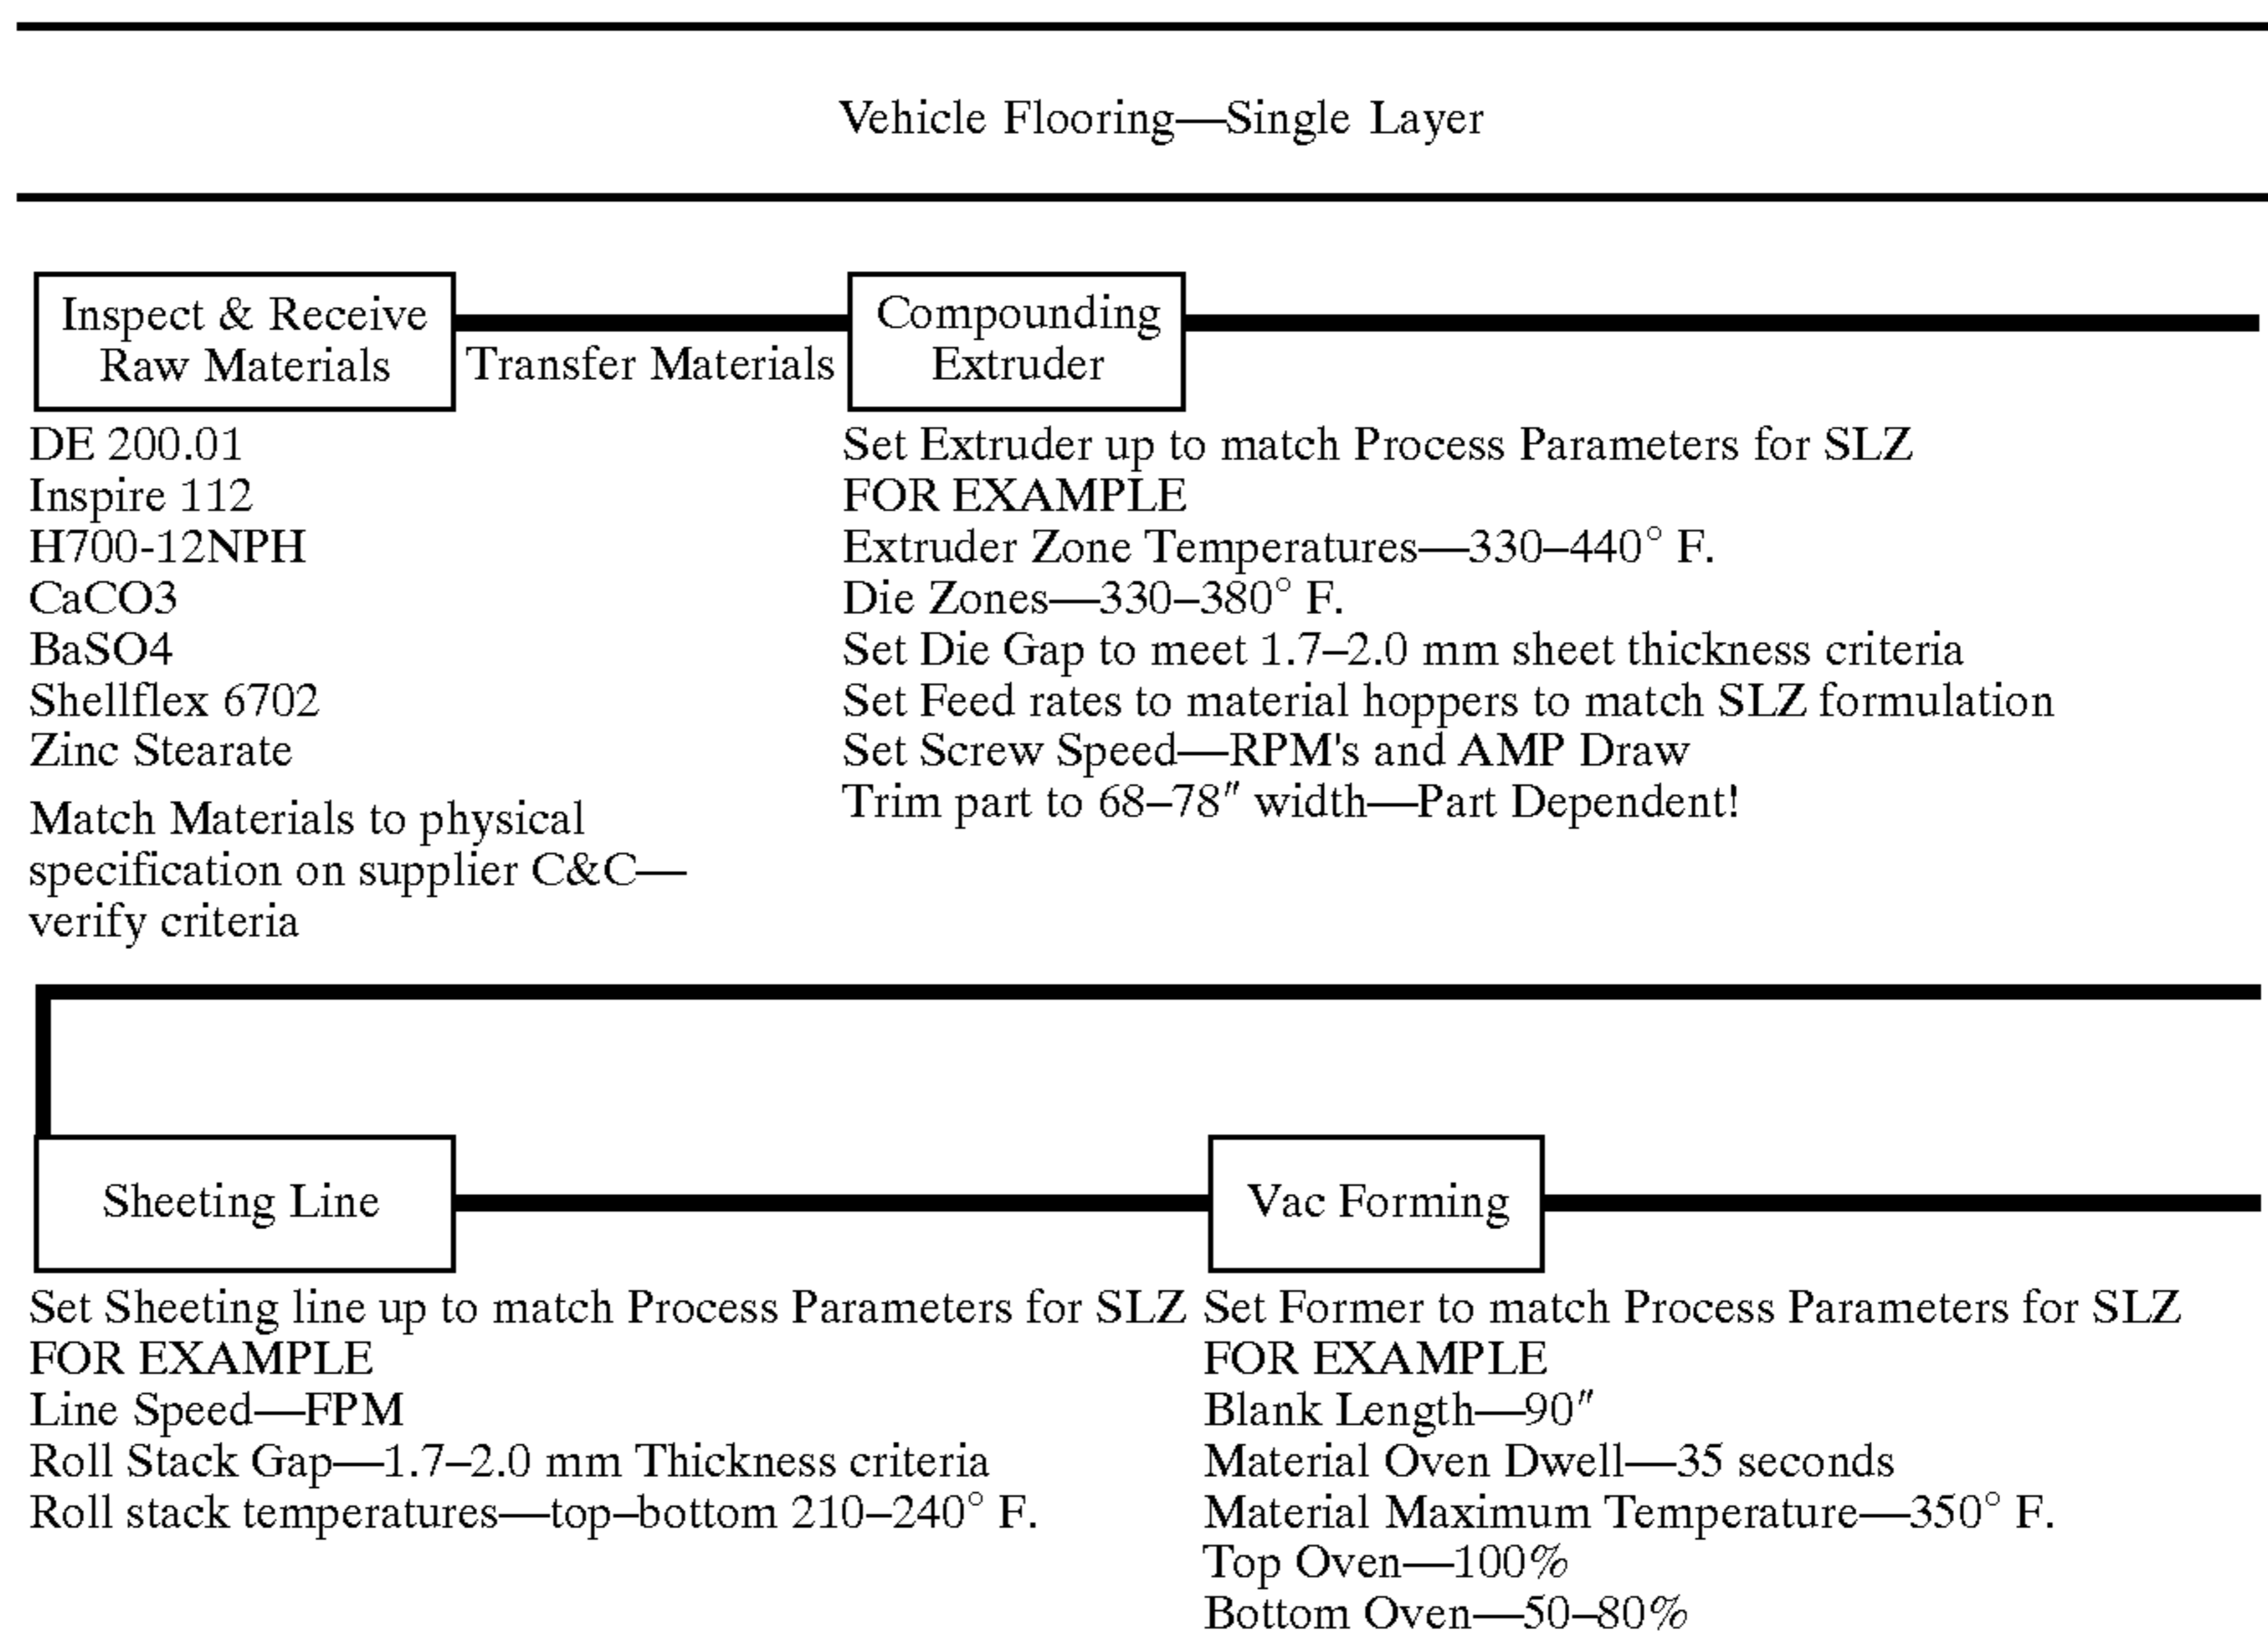 Vehicle Flooring—Single Layer
Inspect & Receive
Raw Materials
Transfer Materials
Compounding
Extruder
DE 200.01
Inspire 112
H700-12NPH
CaCO3
BaSO4
Shellflex 6702
Zinc Stearate
Match Materials to physical
specification on supplier C&C—
verify criteria
Set Extruder up to match Process Parameters for SLZ
FOR EXAMPLE
Extruder Zone Temperatures—330–440° F.
Die Zones—330–380° F.
Set Die Gap to meet 1.7–2.0 mm sheet thickness criteria
Set Feed rates to material hoppers to match SLZ formulation
Set Screw Speed—RPM's and AMP Draw
Trim part to 68–78″ width—Part Dependent!
Sheeting Line
Vac Forming
Set Sheeting line up to match Process Parameters for SLZ
FOR EXAMPLE
Line Speed—FPM
Roll Stack Gap—1.7–2.0 mm Thickness criteria
Roll stack temperatures—top–bottom 210–240° F.
Set Former to match Process Parameters for SLZ
FOR EXAMPLE
Blank Length—90″
Material Oven Dwell—35 seconds
Material Maximum Temperature—350° F.
Top Oven—100%
Bottom Oven—50–80%